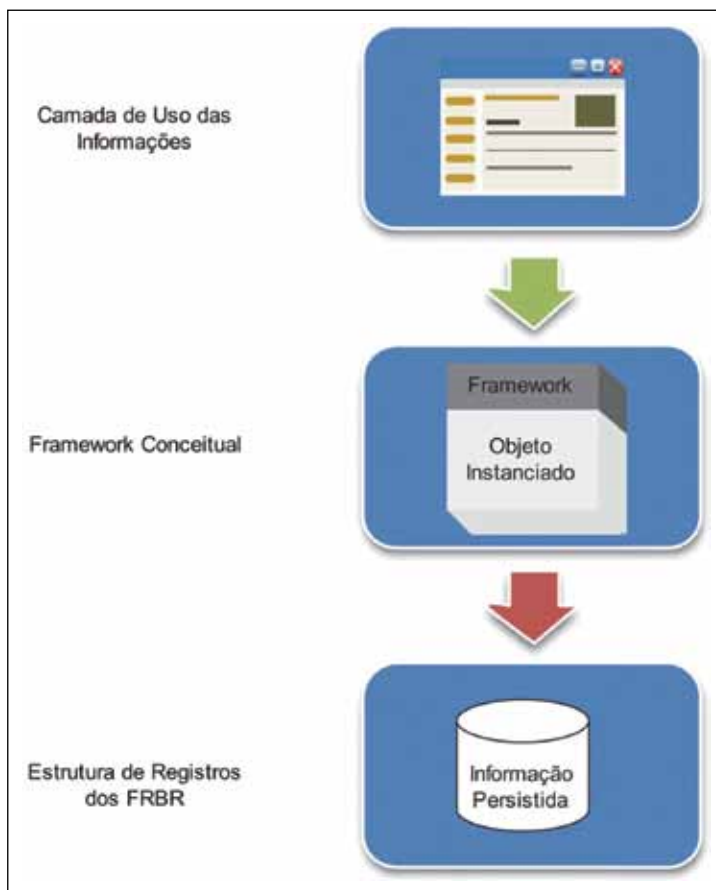 Camada de Uso das
Informações
Framework Conceitual
Framework
Objeto
Instanciado
Estrutura de Registros
dos FRBR
Informação
Persistida